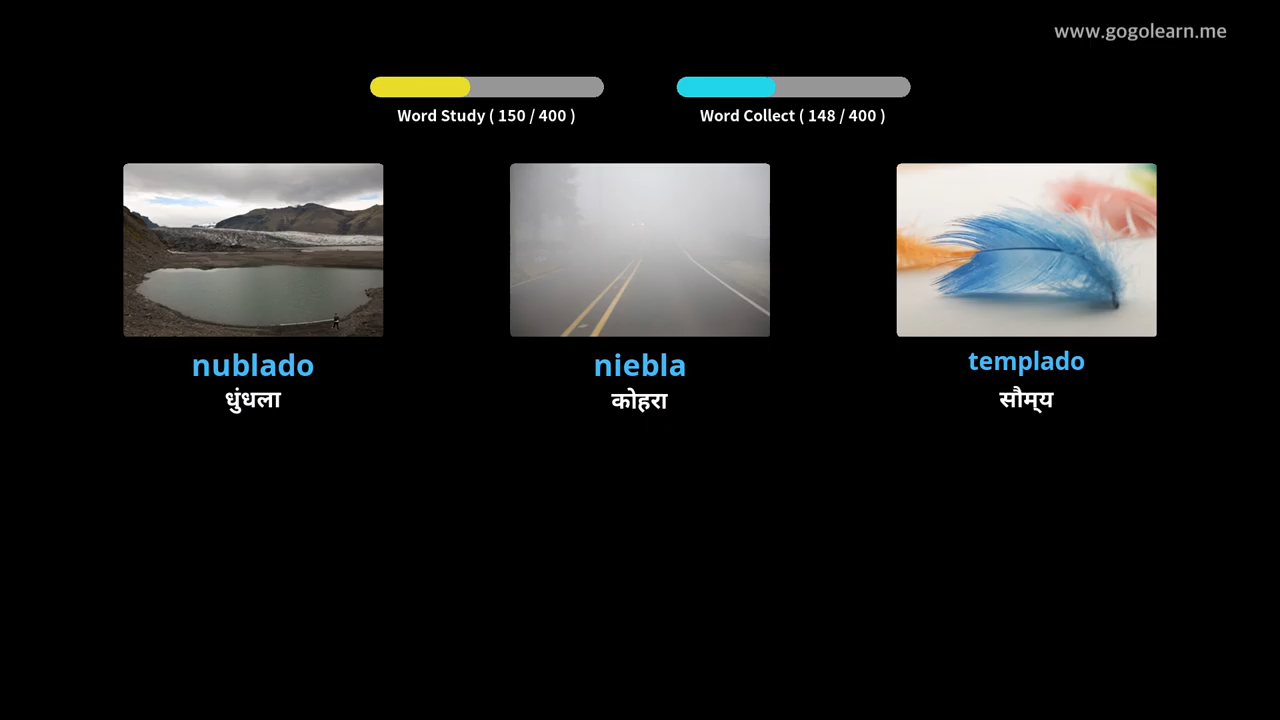 www.gogolearn.me
Word Study ( 150 / 400 )
Word Collect ( 148 / 400 )
nublado
niebla
templado
धुंधला
कोहरा
सौम्य